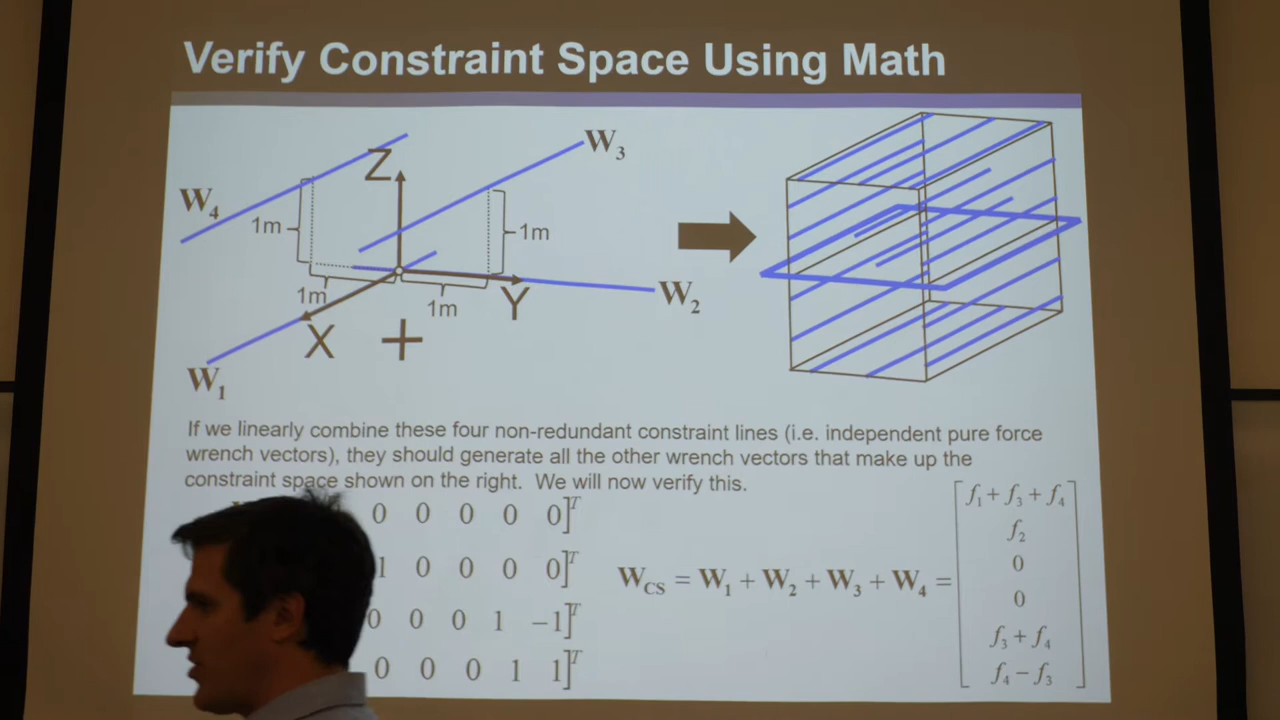 Verify Constraint Space Using Math
W₄
Z
W₃
1m
1m
1m
1m
Y
W₂
X
+
W₁
If we linearly combine these four non-redundant constraint lines (i.e. independent pure force
wrench vectors), they should generate all the other wrench vectors that make up the
constraint space shown on the right. We will now verify this.
0 0 0 0 0]ᵀ
1 0 0 0 0]ᵀ
0 0 0 1 −1]ᵀ
0 0 0 1 1]ᵀ
W_CS = W₁ + W₂ + W₃ + W₄ =
f₁ + f₃ + f₄
f₂
0
0
f₃ + f₄
f₄ − f₃